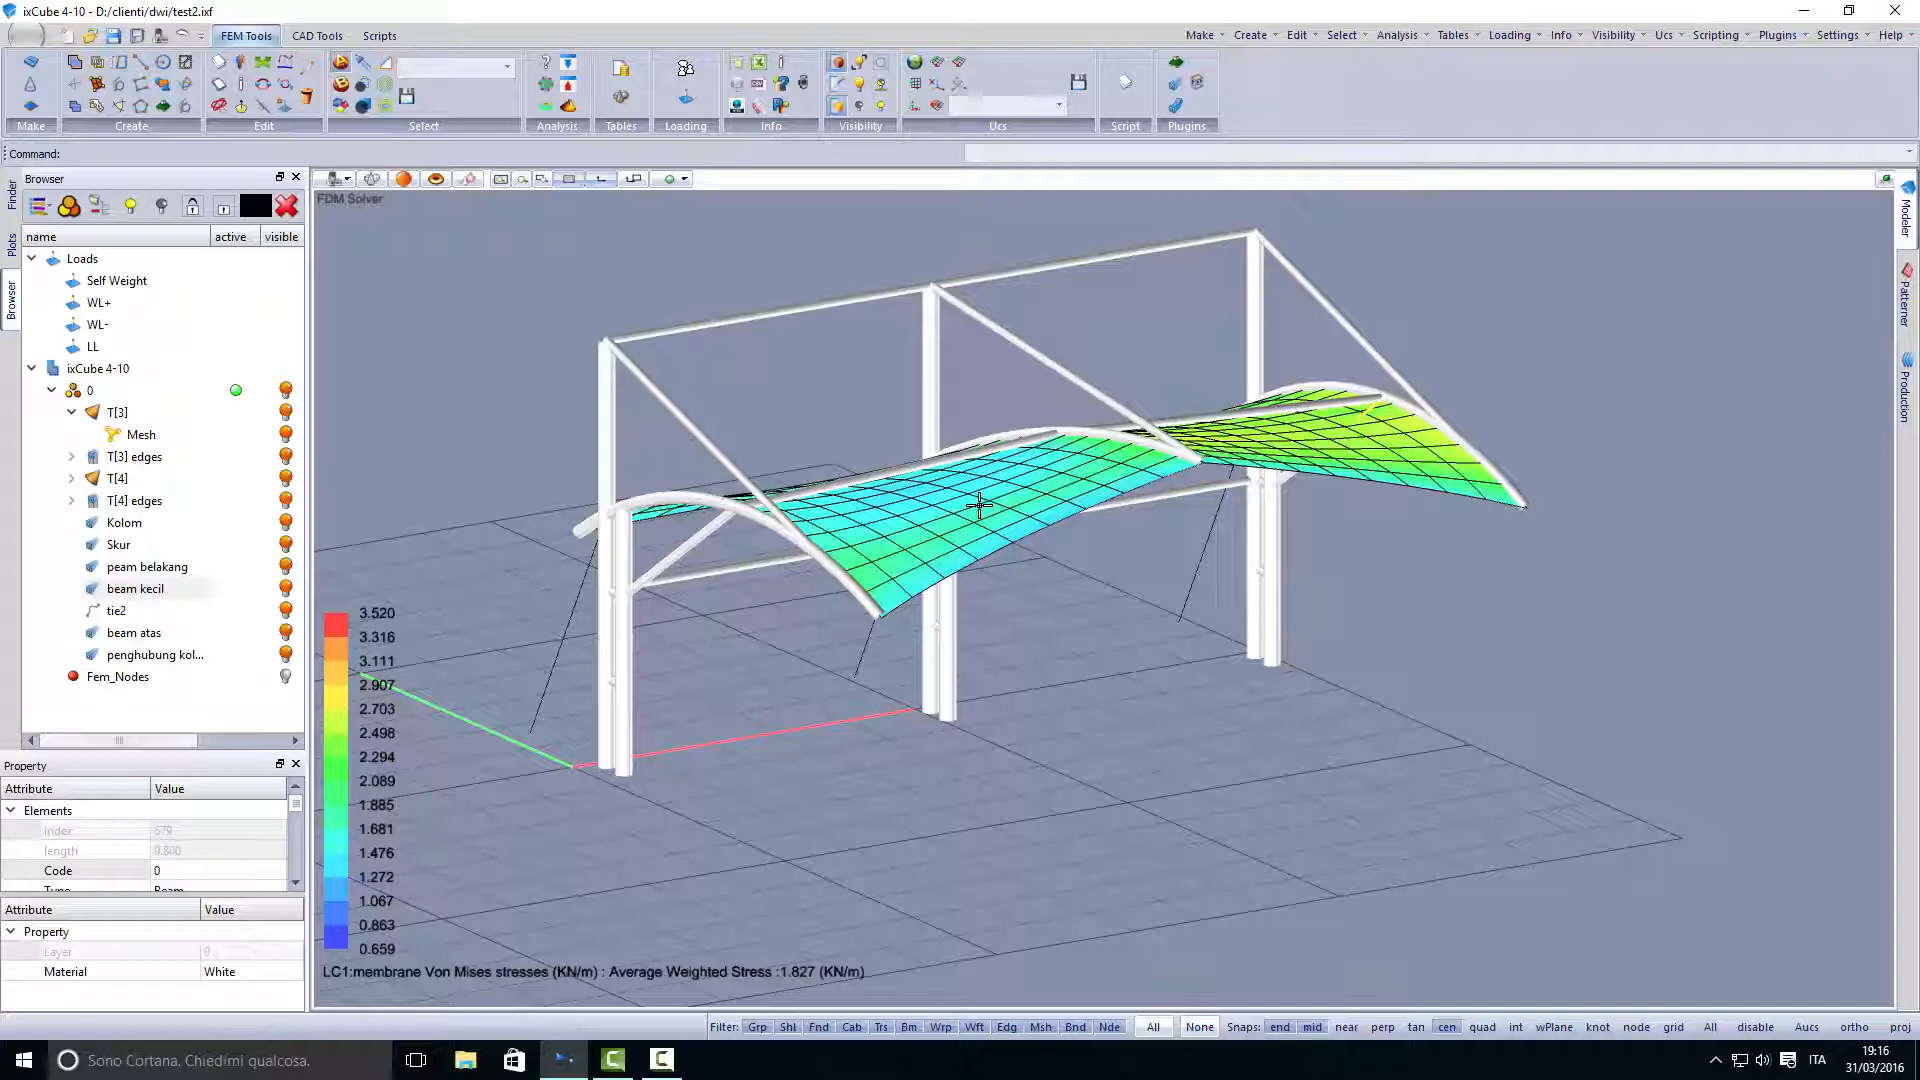 ixCube 4-10 - D:/clienti/dwi/test2.ixf
FEM Tools
CAD Tools
Scripts
Make
Create
Edit
Select
Analysis
Tables
Loading
Info
Visibility
Ucs
Scripting
Plugins
Settings
Help
Make
Create
Edit
Select
Analysis
Tables
Loading
Info
Visibility
Ucs
Script
Plugins
Command:
Browser
Finder
Plots
Browser
name active visible
Loads
Self Weight
WL+
WL-
LL
ixCube 4-10
0
T[3]
Mesh
T[3] edges
T[4]
T[4] edges
Kolom
Skur
peam belakang
beam kecil
tie2
beam atas
penghubung kol...
Fem_Nodes
Property
Attribute Value
Elements
Index 679
length 9.800
Code 0
Attribute Value
Property
Layer 0
Material White
FDM Solver
3.520
3.316
3.111
2.907
2.703
2.498
2.294
2.089
1.885
1.681
1.476
1.272
1.067
0.863
0.659
LC1:membrane Von Mises stresses (KN/m) : Average Weighted Stress :1.827 (KN/m)
Modeler
Patterner
Production
Filter: Grp Shl Fnd Cab Trs Bm Wrp Wft Edg Msh Bnd Nde All None Snaps: end mid near perp tan cen quad int wPlane knot node grid All disable Aucs ortho proj
Sono Cortana. Chiedimi qualcosa.
ITA
19:16
31/03/2016